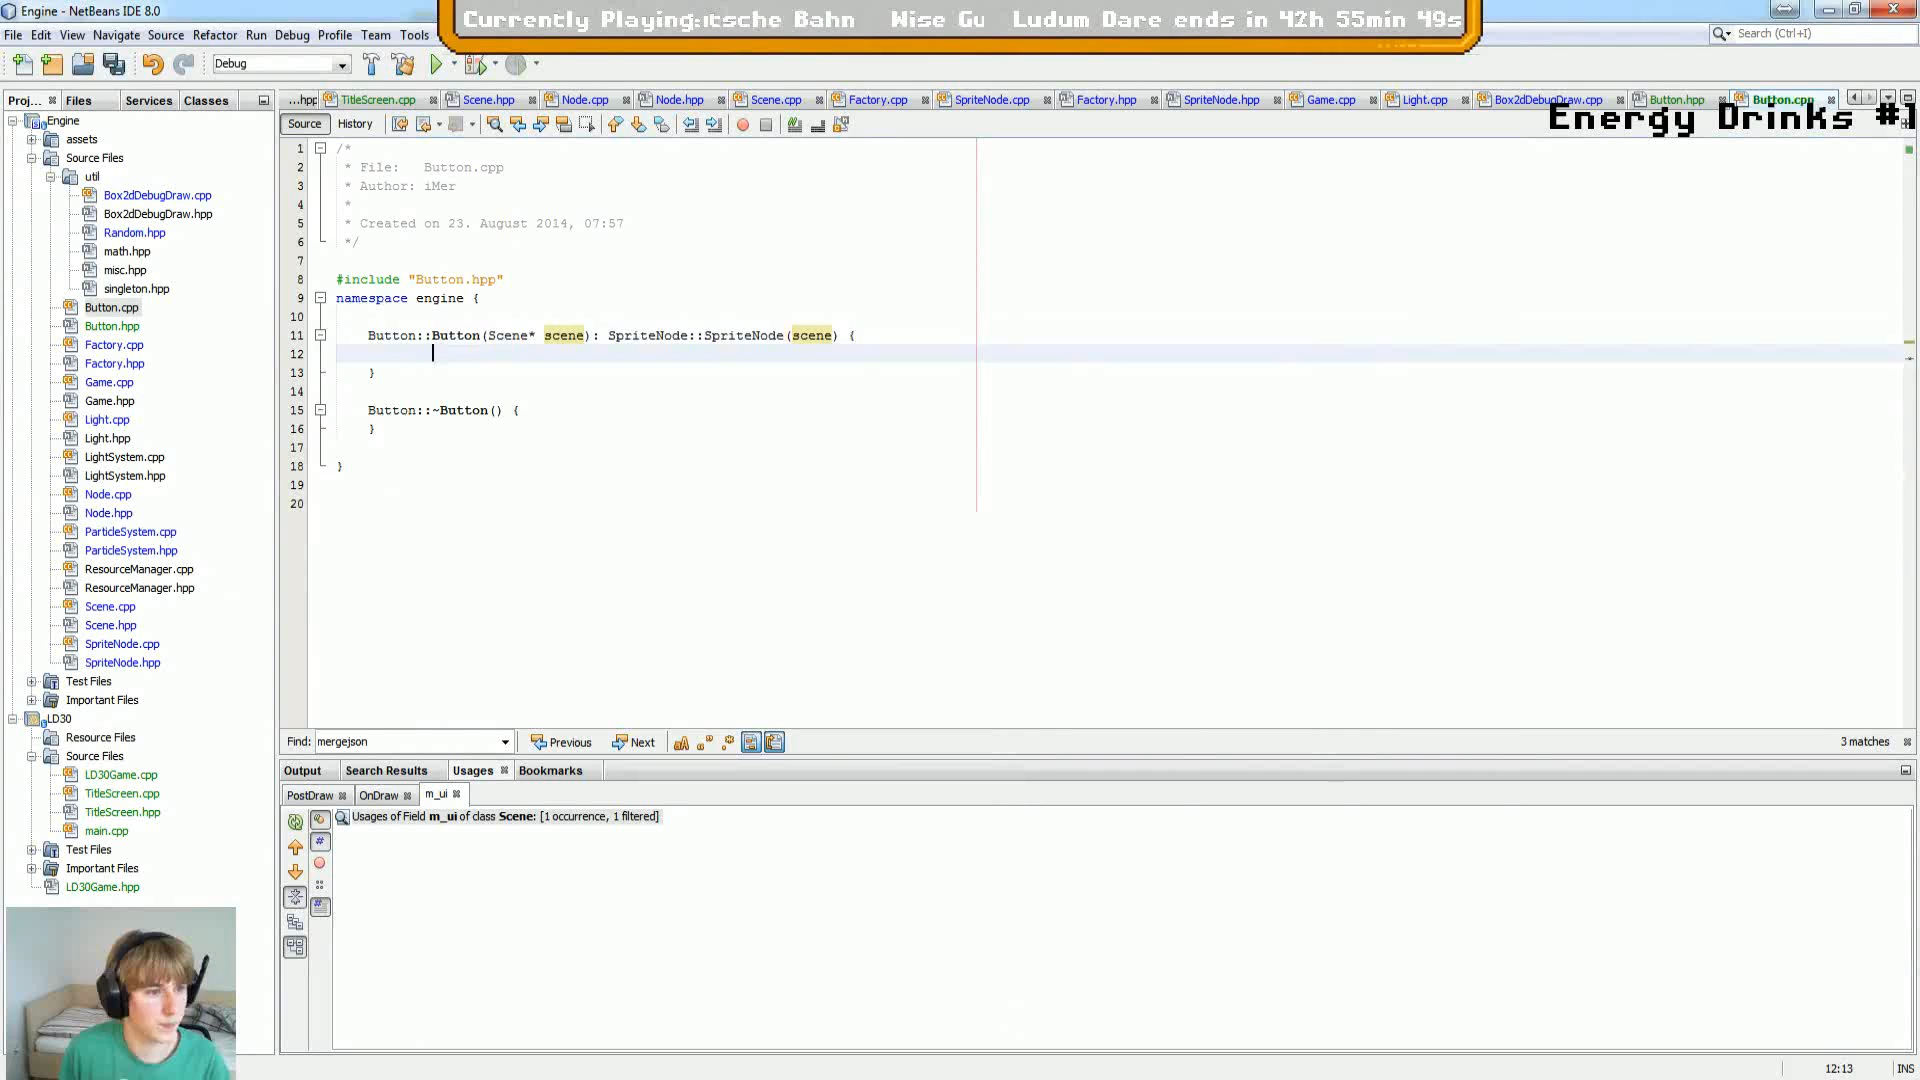 Engine - NetBeans IDE 8.0
Currently Playing: itsche Bahn Wise Gu Ludum Dare ends in 42h 55min 49s
File Edit View Navigate Source Refactor Run Debug Profile Team Tools
Search (Ctrl+I)
Debug
Proj... Files Services Classes
...hpp TitleScreen.cpp Scene.hpp Node.cpp Node.hpp Scene.cpp Factory.cpp SpriteNode.cpp Factory.hpp SpriteNode.hpp Game.cpp Light.cpp Box2dDebugDraw.cpp Button.hpp Button.cpp
Energy Drinks #1
Source History
Engine
assets
Source Files
util
Box2dDebugDraw.cpp
Box2dDebugDraw.hpp
Random.hpp
math.hpp
misc.hpp
singleton.hpp
Button.cpp
Button.hpp
Factory.cpp
Factory.hpp
Game.cpp
Game.hpp
Light.cpp
Light.hpp
LightSystem.cpp
LightSystem.hpp
Node.cpp
Node.hpp
ParticleSystem.cpp
ParticleSystem.hpp
ResourceManager.cpp
ResourceManager.hpp
Scene.cpp
Scene.hpp
SpriteNode.cpp
SpriteNode.hpp
Test Files
Important Files
LD30
Resource Files
Source Files
LD30Game.cpp
TitleScreen.cpp
TitleScreen.hpp
main.cpp
Test Files
Important Files
LD30Game.hpp
1 /*
2 * File: Button.cpp
3 * Author: iMer
4 *
5 * Created on 23. August 2014, 07:57
6 */
7
8 #include "Button.hpp"
9 namespace engine {
10
11 Button::Button(Scene* scene): SpriteNode::SpriteNode(scene) {
12
13 }
14
15 Button::~Button() {
16 }
17
18 }
19
20
Find: mergejson Previous Next 3 matches
Output Search Results Usages Bookmarks
PostDraw OnDraw m_ui
Usages of Field m_ui of class Scene: [1 occurrence, 1 filtered]
12:13 INS